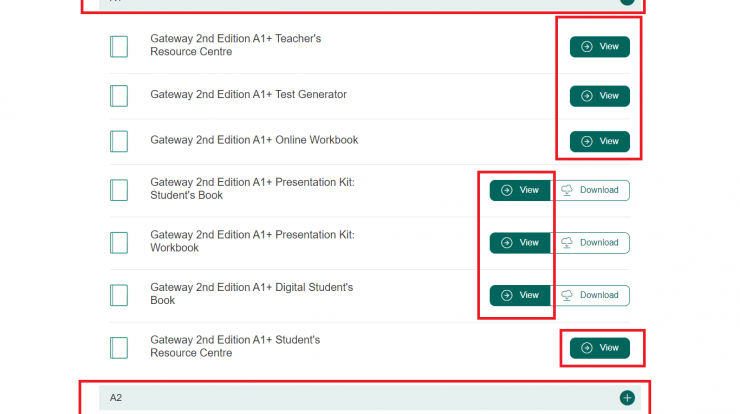 Gateway 2nd Edition A1+ Teacher's
Resource Centre
View
Gateway 2nd Edition A1+ Test Generator
View
Gateway 2nd Edition A1+ Online Workbook
View
Gateway 2nd Edition A1+ Presentation Kit:
Student's Book
View
Download
Gateway 2nd Edition A1+ Presentation Kit:
Workbook
View
Download
Gateway 2nd Edition A1+ Digital Student's
Book
View
Download
Gateway 2nd Edition A1+ Student's
Resource Centre
View
A2